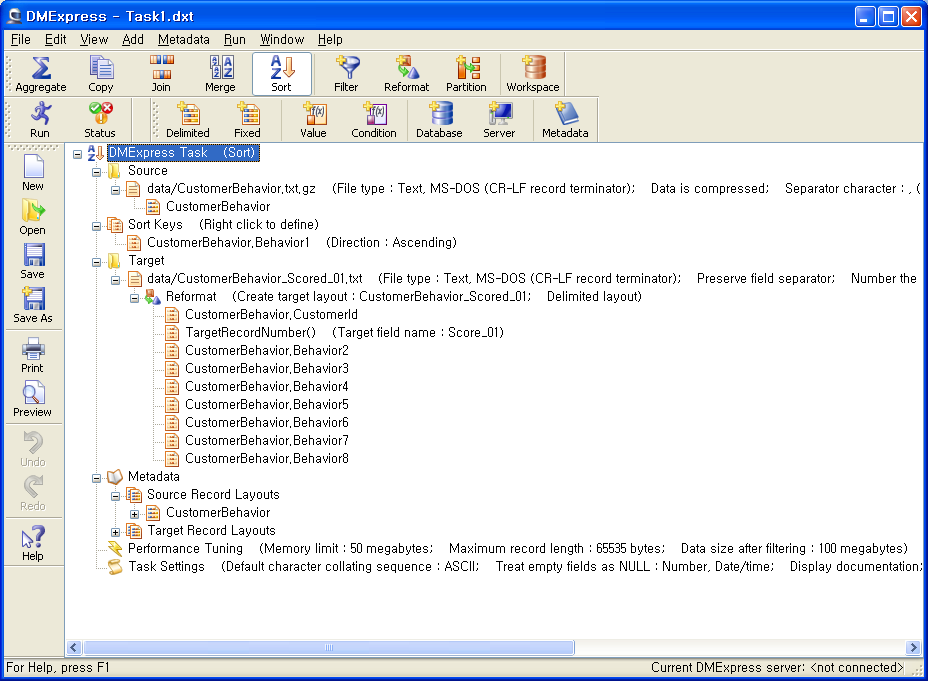 DMExpress - Task1.dxt
File Edit View Add Metadata Run Window Help
Aggregate Copy Join Merge Sort Filter Reformat Partition Workspace
Run Status Delimited Fixed Value Condition Database Server Metadata
New
Open
Save
Save As
Print
Preview
Undo
Redo
Help
DMExpress Task (Sort)
Source
data/CustomerBehavior.txt.gz (File type : Text, MS-DOS (CR-LF record terminator); Data is compressed; Separator character : , (
CustomerBehavior
Sort Keys (Right click to define)
CustomerBehavior.Behavior1 (Direction : Ascending)
Target
data/CustomerBehavior_Scored_01.txt (File type : Text, MS-DOS (CR-LF record terminator); Preserve field separator; Number the
Reformat (Create target layout : CustomerBehavior_Scored_01; Delimited layout)
CustomerBehavior.CustomerId
TargetRecordNumber() (Target field name : Score_01)
CustomerBehavior.Behavior2
CustomerBehavior.Behavior3
CustomerBehavior.Behavior4
CustomerBehavior.Behavior5
CustomerBehavior.Behavior6
CustomerBehavior.Behavior7
CustomerBehavior.Behavior8
Metadata
Source Record Layouts
CustomerBehavior
Target Record Layouts
Performance Tuning (Memory limit : 50 megabytes; Maximum record length : 65535 bytes; Data size after filtering : 100 megabytes)
Task Settings (Default character collating sequence : ASCII; Treat empty fields as NULL : Number, Date/time; Display documentation;
For Help, press F1 Current DMExpress server: <not connected>